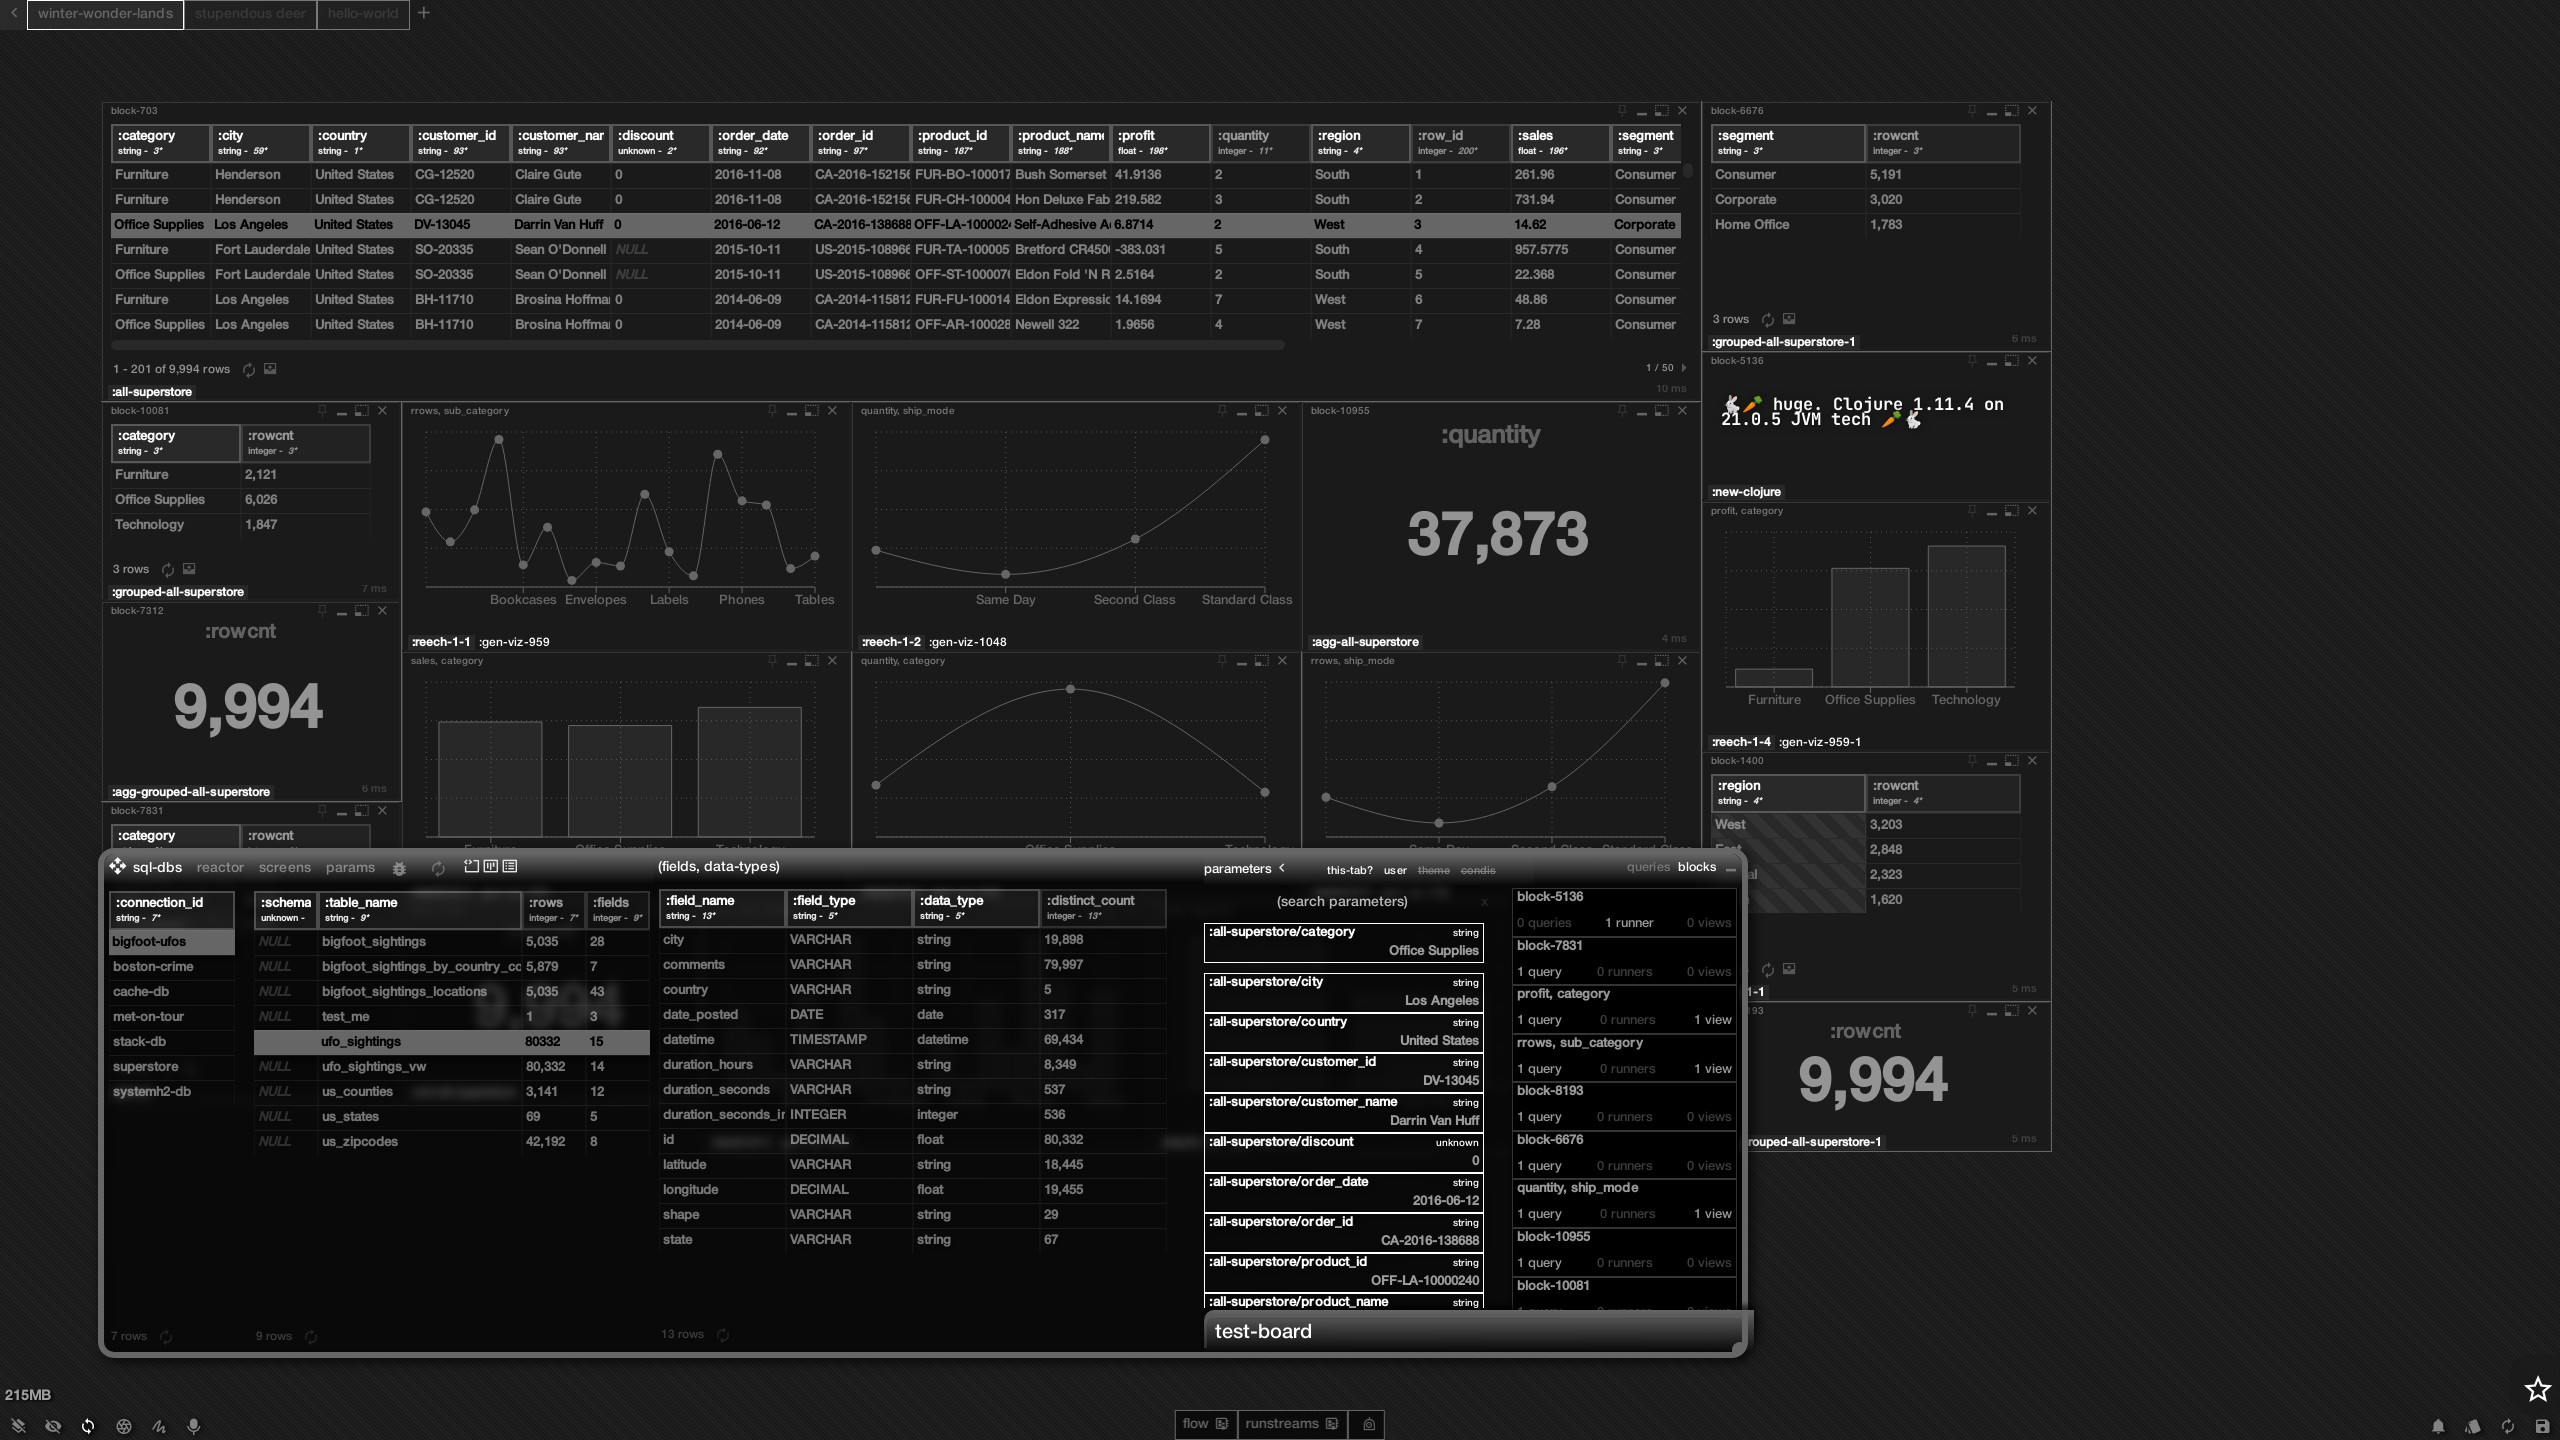 winter-wonder-lands stupendous deer hello-world +
block-703
:category :city :country :customer_id :customer_nar :discount :order_date :order_id :product_id :product_name :profit :quantity :region :row_id :sales :segment
string - 3* string - 59* string - 1* string - 93* string - 93* unknown - 2* string - 92* string - 97* string - 187* string - 188* float - 198* integer - 11* string - 4* integer - 200* float - 196* string - 3*
Furniture Henderson United States CG-12520 Claire Gute 0 2016-11-08 CA-2016-152156 FUR-BO-100017 Bush Somerset 41.9136 2 South 1 261.96 Consumer
Furniture Henderson United States CG-12520 Claire Gute 0 2016-11-08 CA-2016-152156 FUR-CH-100004 Hon Deluxe Fab 219.582 3 South 2 731.94 Consumer
Office Supplies Los Angeles United States DV-13045 Darrin Van Huff 0 2016-06-12 CA-2016-138688 OFF-LA-100002 Self-Adhesive A 6.8714 2 West 3 14.62 Corporate
Furniture Fort Lauderdale United States SO-20335 Sean O'Donnell NULL 2015-10-11 US-2015-108966 FUR-TA-100005 Bretford CR450 -383.031 5 South 4 957.5775 Consumer
Office Supplies Fort Lauderdale United States SO-20335 Sean O'Donnell NULL 2015-10-11 US-2015-108966 OFF-ST-100007 Eldon Fold 'N R 2.5164 2 South 5 22.368 Consumer
Furniture Los Angeles United States BH-11710 Brosina Hoffma 0 2014-06-09 CA-2014-115812 FUR-FU-100014 Eldon Expressic 14.1694 7 West 6 48.86 Consumer
Office Supplies Los Angeles United States BH-11710 Brosina Hoffma 0 2014-06-09 CA-2014-115812 OFF-AR-100028 Newell 322 1.9656 4 West 7 7.28 Consumer
1 - 201 of 9,994 rows
1 / 50
10 ms
:all-superstore
block-6676
:segment :rowcnt
string - 3* integer - 3*
Consumer 5,191
Corporate 3,020
Home Office 1,783
3 rows
6 ms
:grouped-all-superstore-1
block-5136
🐇🥕 huge. Clojure 1.11.4 on
21.0.5 JVM tech 🥕🐇
:new-clojure
block-10081
:category :rowcnt
string - 3* integer - 3*
Furniture 2,121
Office Supplies 6,026
Technology 1,847
3 rows
7 ms
:grouped-all-superstore
rrows, sub_category
Bookcases Envelopes Labels Phones Tables
:reech-1-1 :gen-viz-959
quantity, ship_mode
Same Day Second Class Standard Class
:reech-1-2 :gen-viz-1048
block-10955
:quantity
37,873
:agg-all-superstore
4 ms
profit, category
Furniture Office Supplies Technology
:reech-1-4 :gen-viz-959-1
block-7312
:rowcnt
9,994
:agg-grouped-all-superstore
6 ms
sales, category
Furniture Office Supplies Technology
quantity, category
Office Supplies Technology
rrows, ship_mode
Same Day Second Class Standard Class
block-1400
:region :rowcnt
string - 4* integer - 4*
West 3,203
East 2,848
al 2,323
1,620
1-1
5 ms
193
:rowcnt
9,994
rouped-all-superstore-1
5 ms
block-7831
:category :rowcnt
sql-dbs reactor screens params
(fields, data-types)
parameters < this-tab? user theme condis
queries blocks
:connection_id
string - 7*
bigfoot-ufos
boston-crime
cache-db
met-on-tour
stack-db
superstore
systemh2-db
7 rows
:schema :table_name :rows :fields
unknown - string - 9* integer - 7* integer - 9*
NULL bigfoot_sightings 5,035 28
NULL bigfoot_sightings_by_country_co 5,879 7
NULL bigfoot_sightings_locations 5,035 43
NULL test_me 1 3
ufo_sightings 80332 15
NULL ufo_sightings_vw 80,332 14
NULL us_counties 3,141 12
NULL us_states 69 5
NULL us_zipcodes 42,192 8
9 rows
:field_name :field_type :data_type :distinct_count
string - 13* string - 5* string - 5* integer - 13*
city VARCHAR string 19,898
comments VARCHAR string 79,997
country VARCHAR string 5
date_posted DATE date 317
datetime TIMESTAMP datetime 69,434
duration_hours VARCHAR string 8,349
duration_seconds VARCHAR string 537
duration_seconds_ir INTEGER integer 536
id DECIMAL float 80,332
latitude VARCHAR string 18,445
longitude DECIMAL float 19,455
shape VARCHAR string 29
state VARCHAR string 67
13 rows
(search parameters) x
:all-superstore/category string
Office Supplies
:all-superstore/city string
Los Angeles
:all-superstore/country string
United States
:all-superstore/customer_id string
DV-13045
:all-superstore/customer_name string
Darrin Van Huff
:all-superstore/discount unknown
0
:all-superstore/order_date string
2016-06-12
:all-superstore/order_id string
CA-2016-138688
:all-superstore/product_id string
OFF-LA-10000240
:all-superstore/product_name string
block-5136
0 queries 1 runner 0 views
block-7831
1 query 0 runners 0 views
profit, category
1 query 0 runners 1 view
rrows, sub_category
1 query 0 runners 1 view
block-8193
1 query 0 runners 0 views
block-6676
1 query 0 runners 0 views
quantity, ship_mode
1 query 0 runners 1 view
block-10955
1 query 0 runners 0 views
block-10081
1 query 0 runners 0 views
test-board
215MB
flow runstreams